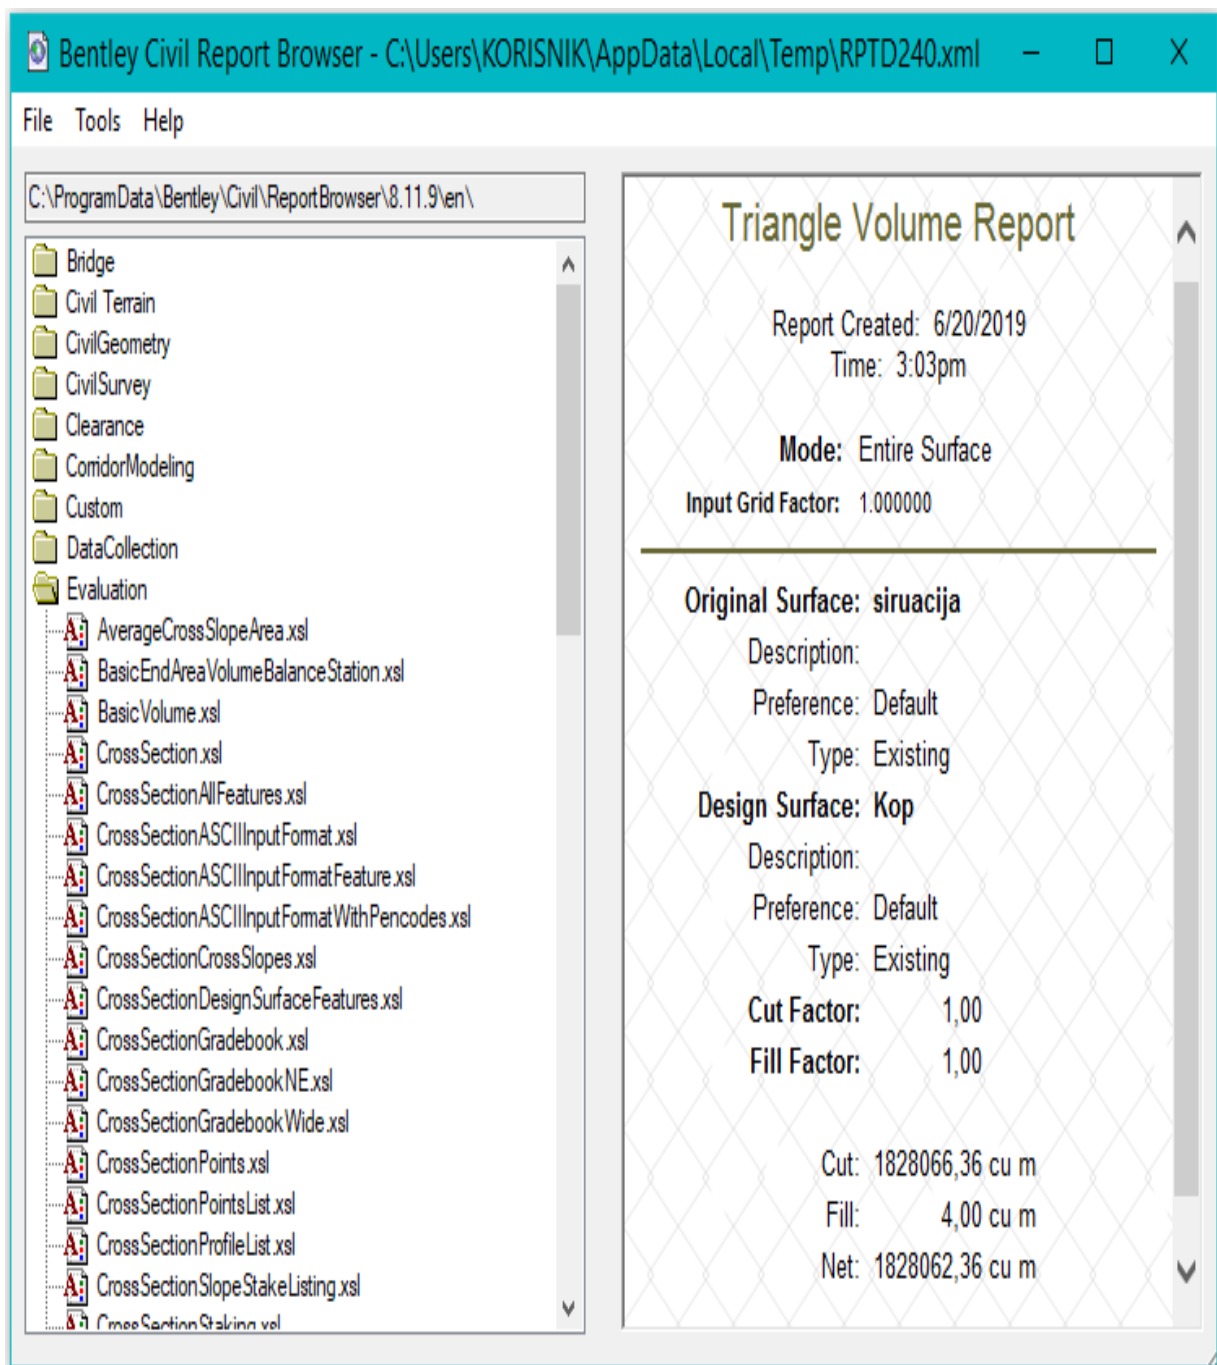 Bentley Civil Report Browser - C:\Users\KORISNIK\AppData\Local\Temp\RPTD240.xml
File Tools Help
C:\ProgramData\Bentley\Civil\ReportBrowser\8.11.9\en\
Bridge
Civil Terrain
CivilGeometry
CivilSurvey
Clearance
CorridorModeling
Custom
DataCollection
Evaluation
AverageCrossSlopeArea.xsl
BasicEndAreaVolumeBalanceStation.xsl
BasicVolume.xsl
CrossSection.xsl
CrossSectionAllFeatures.xsl
CrossSectionASCIIInputFormat.xsl
CrossSectionASCIIInputFormatFeature.xsl
CrossSectionASCIIInputFormatWithPencodes.xsl
CrossSectionCrossSlopes.xsl
CrossSectionDesignSurfaceFeatures.xsl
CrossSectionGradebook.xsl
CrossSectionGradebookNE.xsl
CrossSectionGradebookWide.xsl
CrossSectionPoints.xsl
CrossSectionPointsList.xsl
CrossSectionProfileList.xsl
CrossSectionSlopeStakeListing.xsl
CrossSectionStaking.xsl
Triangle Volume Report
Report Created: 6/20/2019
Time: 3:03pm
Mode: Entire Surface
Input Grid Factor: 1.000000
Original Surface: siruacija
Description:
Preference: Default
Type: Existing
Design Surface: Kop
Description:
Preference: Default
Type: Existing
Cut Factor: 1,00
Fill Factor: 1,00
Cut: 1828066,36 cu m
Fill: 4,00 cu m
Net: 1828062,36 cu m